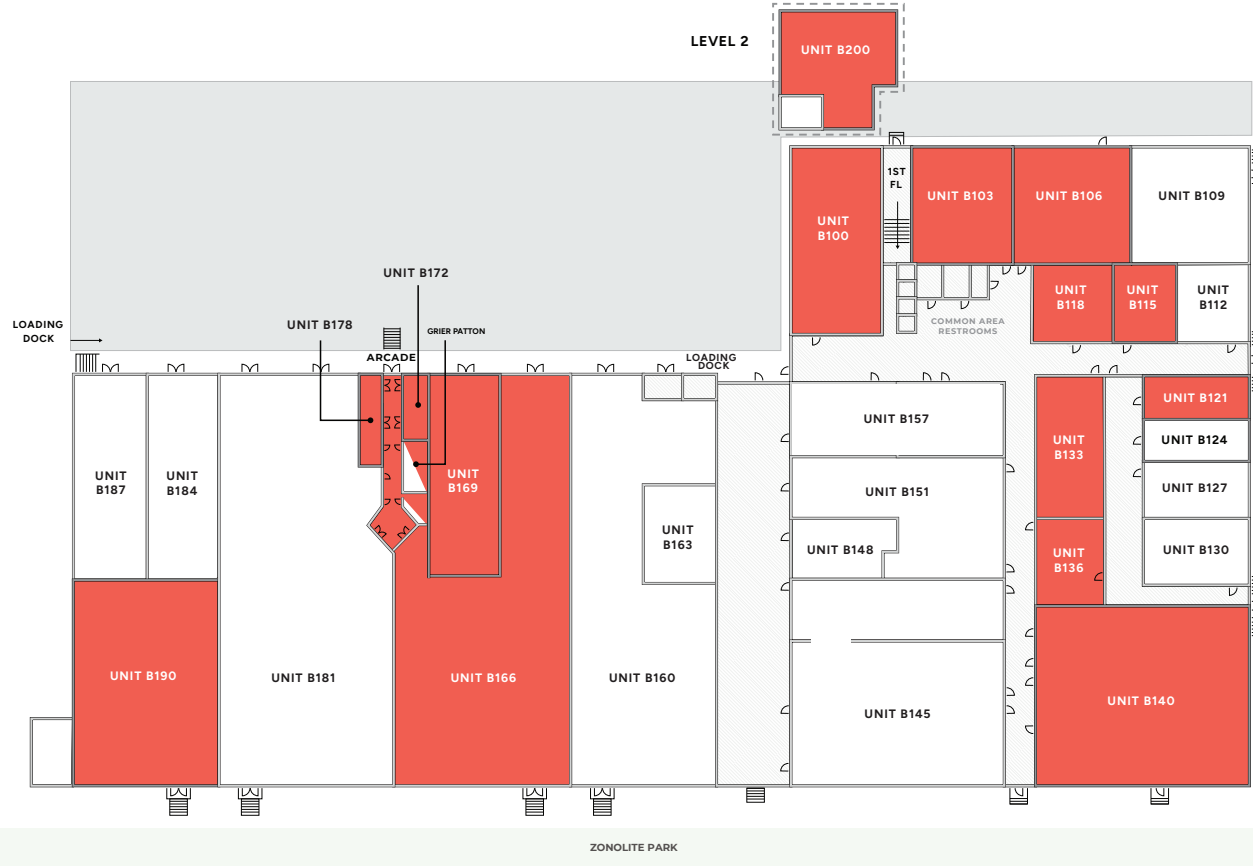 LEVEL 2
UNIT B200
1ST
FL
UNIT B103
UNIT B106
UNIT B109
UNIT
B100
UNIT B172
UNIT
B118
UNIT
B115
UNIT
B112
UNIT B178
GRIER PATTON
LOADING
DOCK
COMMON AREA
RESTROOMS
ARCADE
LOADING
DOCK
UNIT B121
UNIT B157
UNIT B124
UNIT
B133
UNIT
B187
UNIT
B184
UNIT
B169
UNIT B151
UNIT B127
UNIT
B163
UNIT B148
UNIT
B136
UNIT B130
UNIT B190
UNIT B181
UNIT B166
UNIT B160
UNIT B145
UNIT B140
ZONOLITE PARK